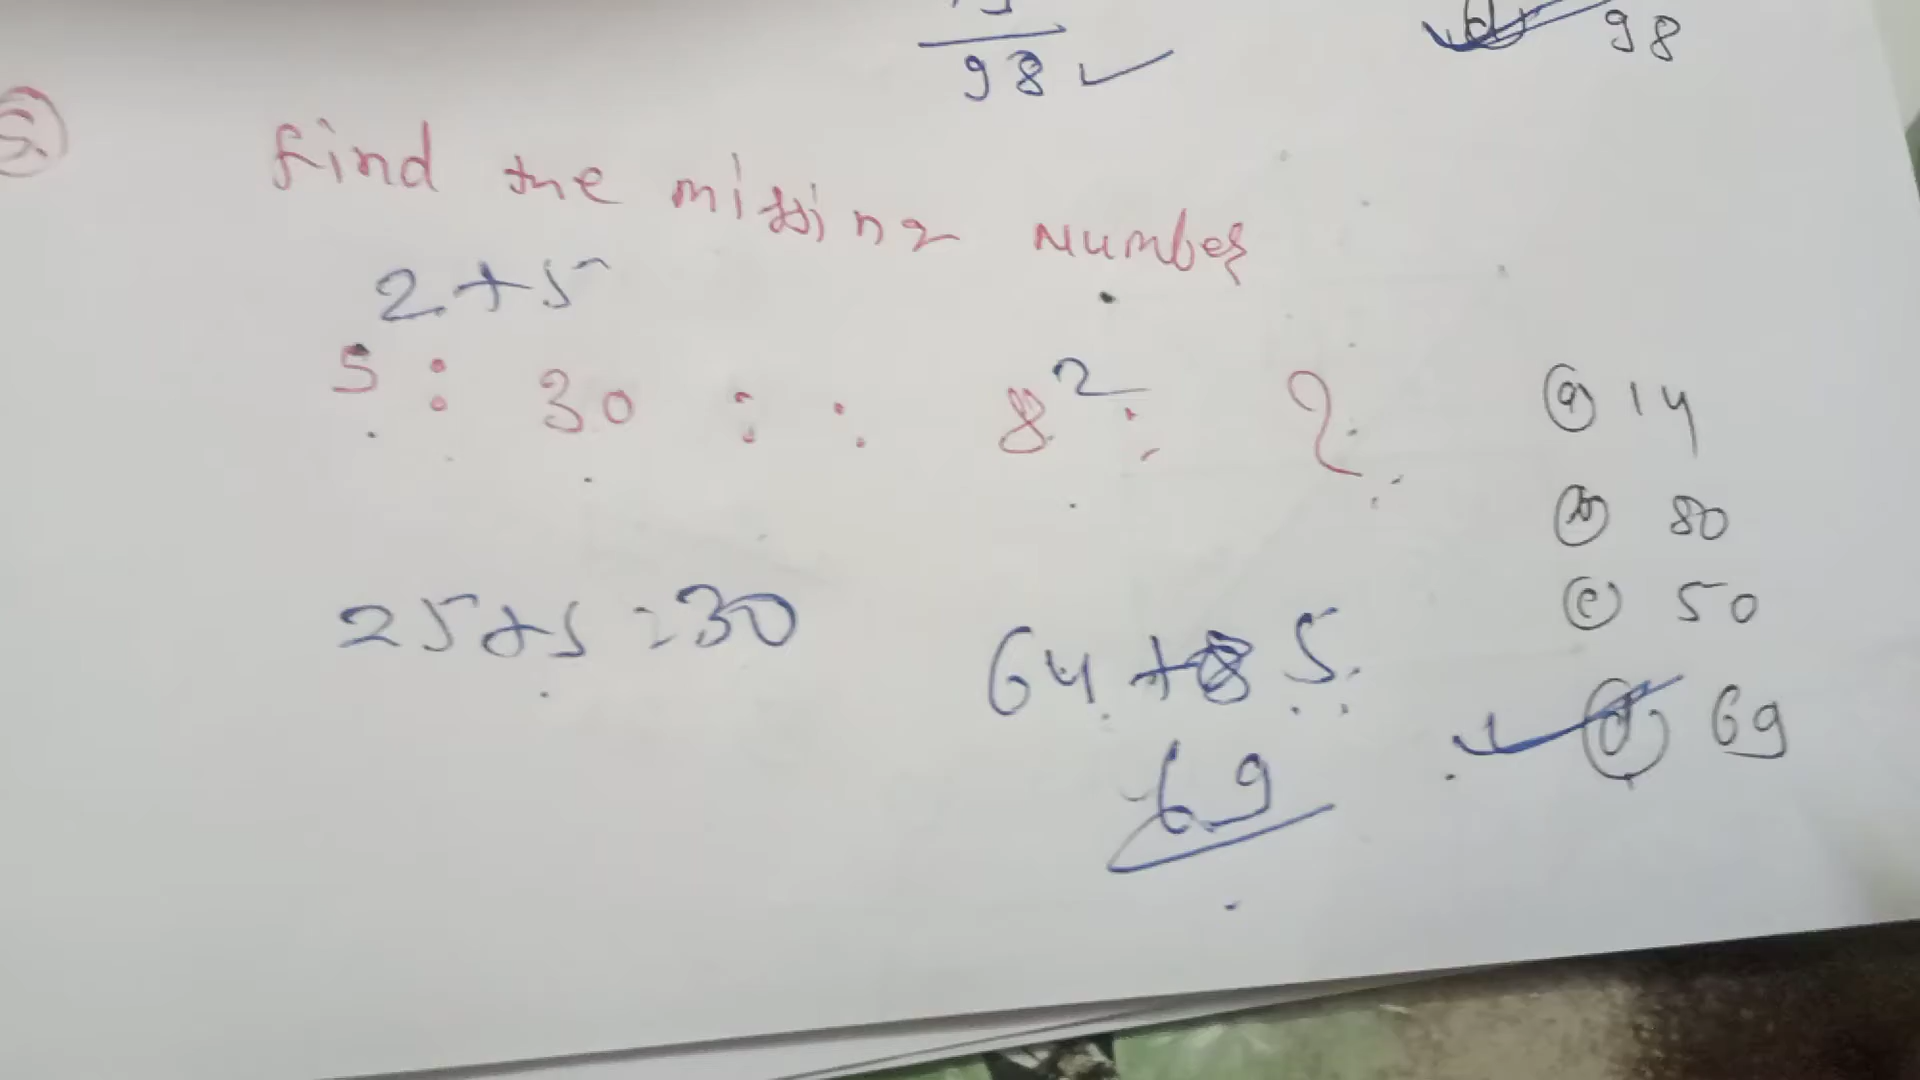 98 ✓ 98
5. Find the missing Number
2+5
5 : 30 : : 8² : ? (a) 14
(b) 80
(c) 50
25+5=30 64+8 5
(d) 69
69